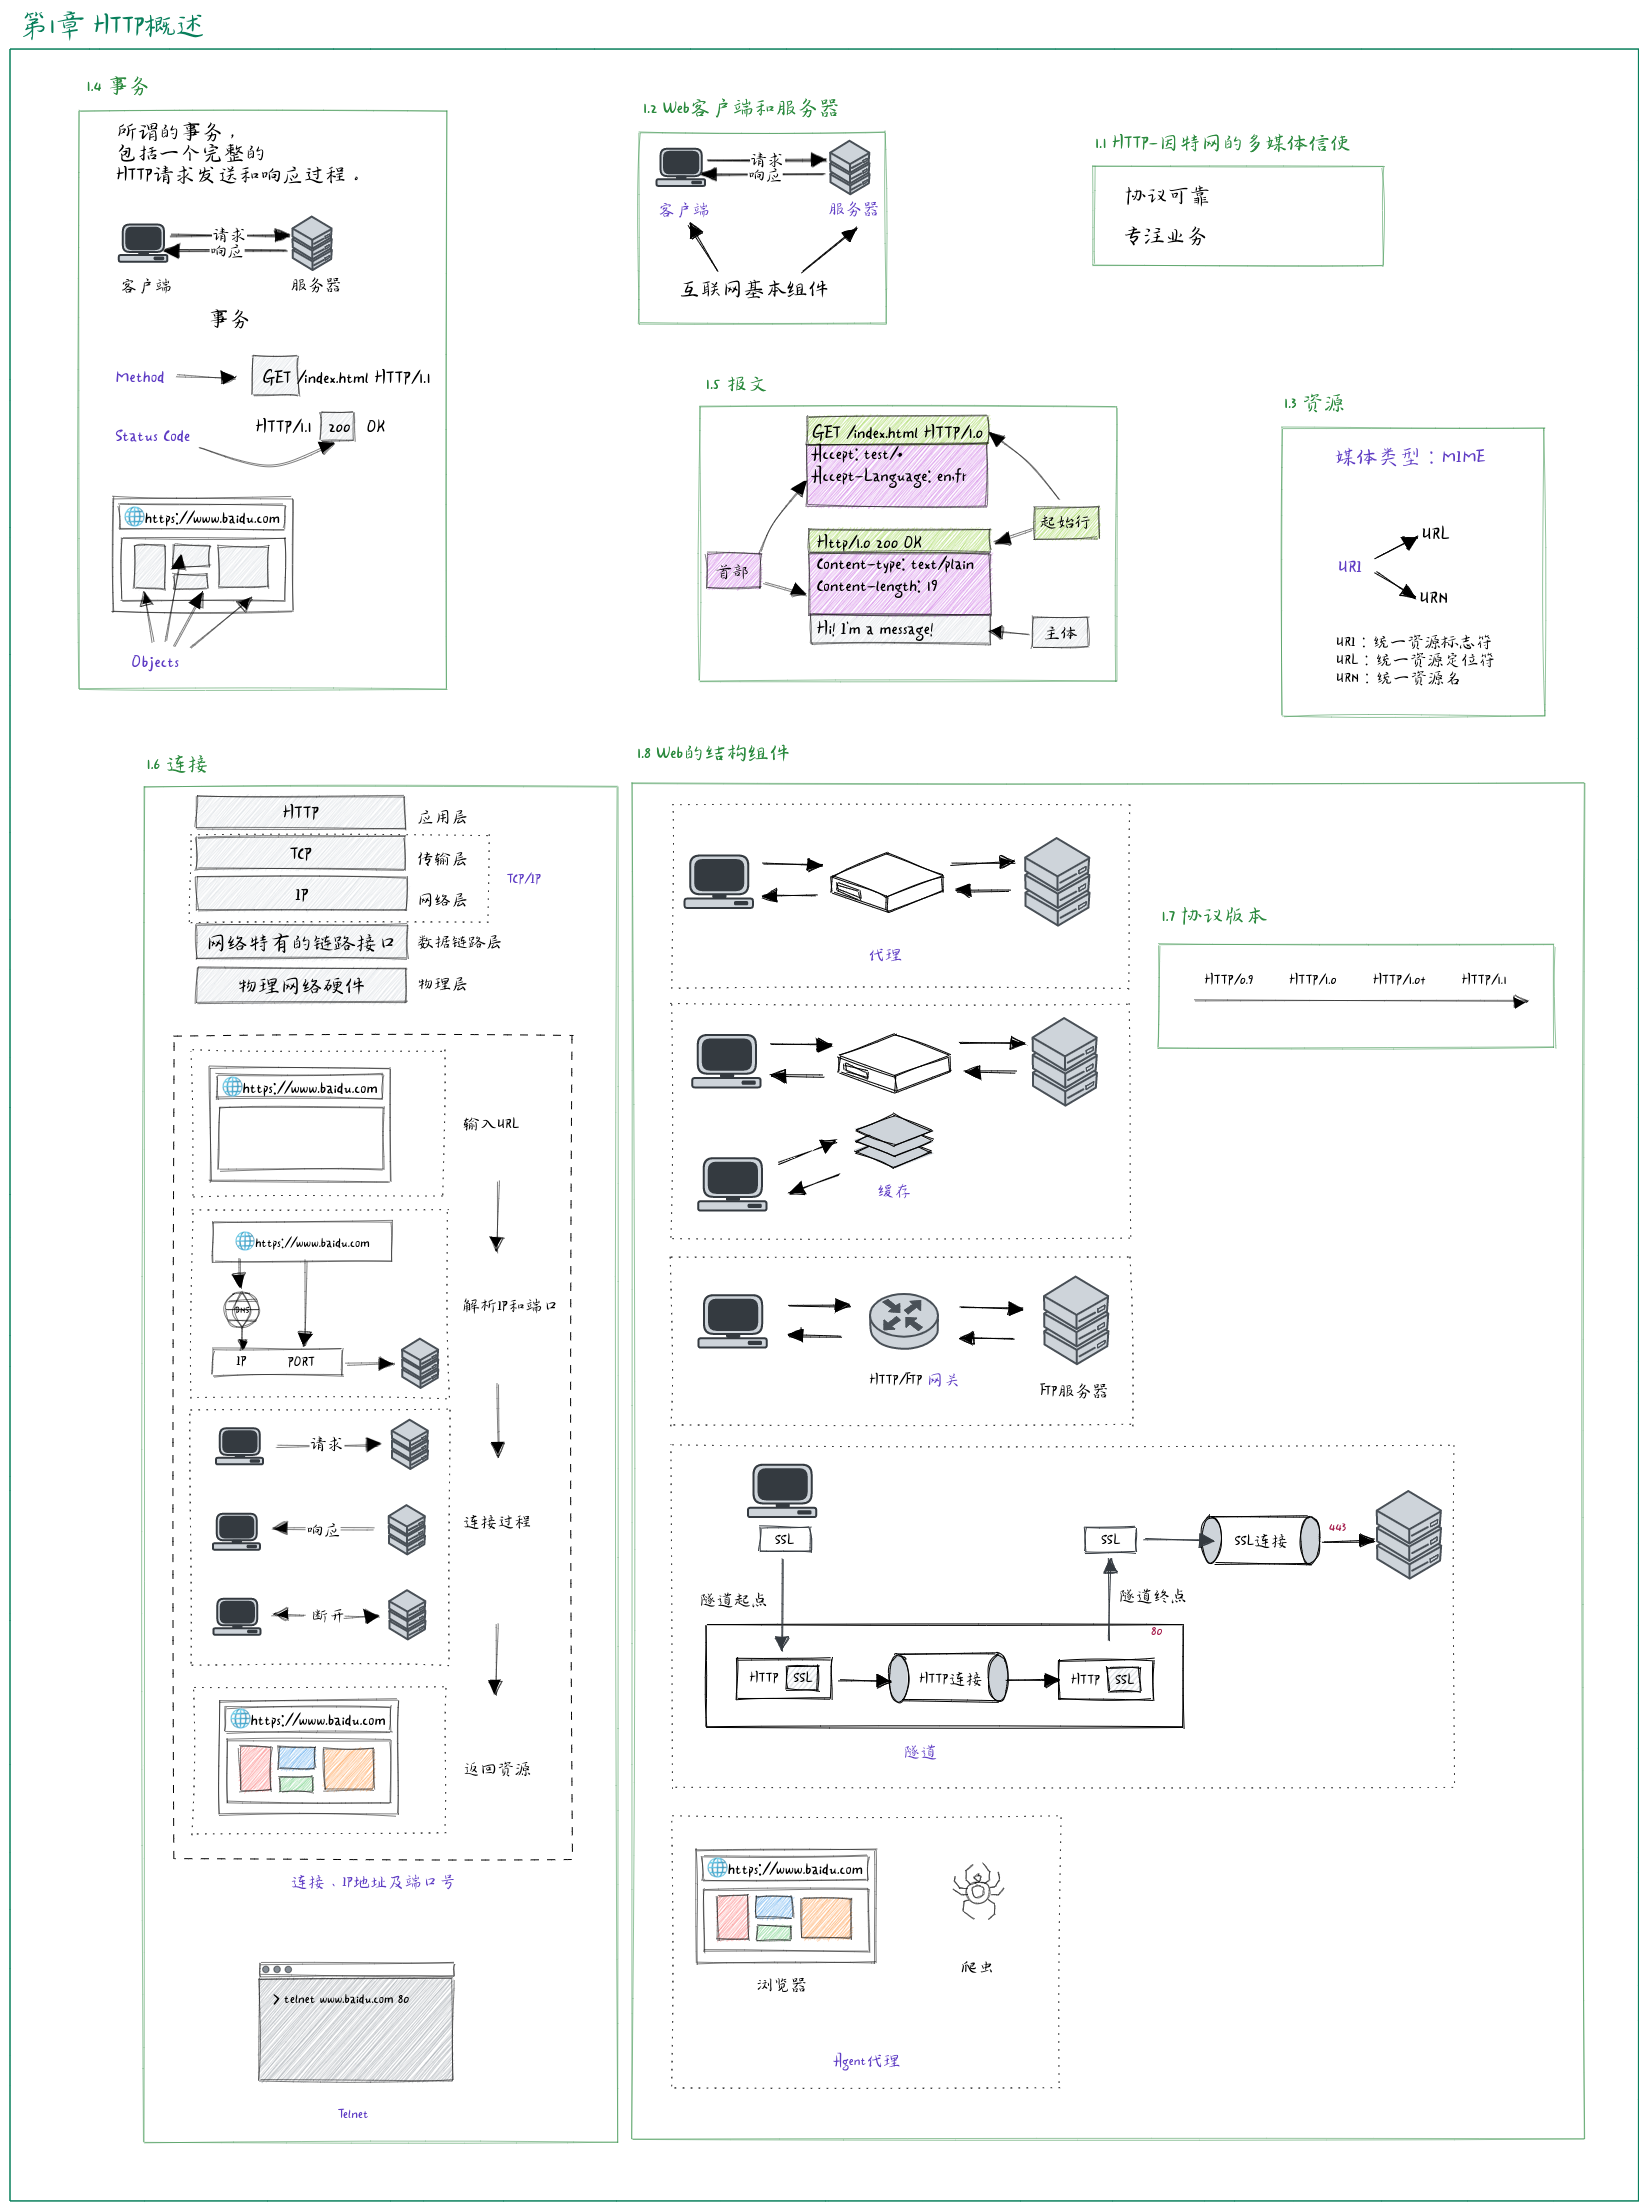 第1章 HTTP概述
1.4 事务
所谓的事务，
包括一个完整的
HTTP请求发送和响应过程。
请求
响应
客户端
服务器
事务
Method
GET /index.html HTTP/1.1
HTTP/1.1 200 OK
Status Code
https://www.baidu.com
Objects
1.2 Web客户端和服务器
请求
响应
客户端
服务器
互联网基本组件
1.1 HTTP-因特网的多媒体信使
协议可靠
专注业务
1.5 报文
GET /index.html HTTP/1.0
Accept: test/*
Accept-Language: en,fr
起始行
Http/1.0 200 OK
首部
Content-type: text/plain
Content-length: 19
Hi! I'm a message!
主体
1.3 资源
媒体类型：MIME
URL
URI
URN
URI：统一资源标志符
URL：统一资源定位符
URN：统一资源名
1.6 连接
HTTP
应用层
TCP
传输层
TCP/IP
IP
网络层
网络特有的链路接口
数据链路层
物理网络硬件
物理层
https://www.baidu.com
输入URL
https://www.baidu.com
DNS
解析IP和端口
IP
PORT
请求
响应
连接过程
断开
https://www.baidu.com
返回资源
连接、IP地址及端口号
telnet www.baidu.com 80
Telnet
1.8 Web的结构组件
代理
缓存
HTTP/FTP 网关
FTP服务器
SSL
SSL
SSL连接
443
隧道起点
隧道终点
80
HTTP
SSL
HTTP连接
HTTP
SSL
隧道
https://www.baidu.com
浏览器
爬虫
Agent代理
1.7 协议版本
HTTP/0.9
HTTP/1.0
HTTP/1.0+
HTTP/1.1